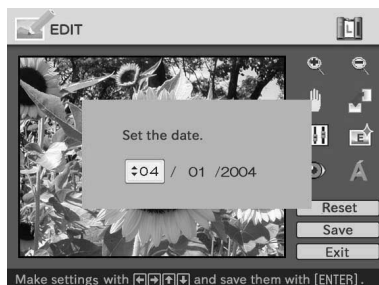 EDIT
L
Set the date.
04 / 01 /2004
E
A
Reset
Save
Exit
Make settings with ←→↑↓ and save them with [ENTER].